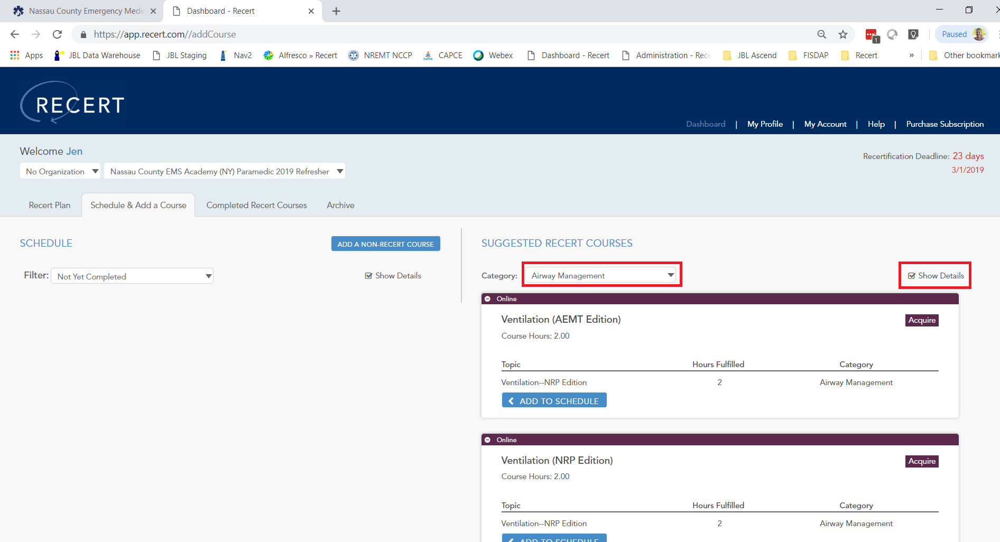 Nassau County Emergency Medic
Dashboard - Recert
https://app.recert.com//addCourse
1
Paused
Apps
JBL Data Warehouse
JBL Staging
Nav2
Alfresco » Recert
NREMT NCCP
CAPCE
CAPCE
Webex
Dashboard - Recert
Administration - Rece
JBL Ascend
FISDAP
Recert
»
Other bookmark
RECERT
Dashboard | My Profile | My Account | Help | Purchase Subscription
Welcome Jen
Recertification Deadline: 23 days
3/1/2019
No Organization
Nassau County EMS Academy (NY) Paramedic 2019 Refresher
Recert Plan
Schedule & Add a Course
Completed Recert Courses
Archive
SCHEDULE
ADD A NON-RECERT COURSE
Filter: Not Yet Completed
Show Details
SUGGESTED RECERT COURSES
Category: Airway Management
Show Details
Online
Ventilation (AEMT Edition)
Acquire
Course Hours: 2.00
Topic Hours Fulfilled Category
Ventilation--NRP Edition 2 Airway Management
ADD TO SCHEDULE
Online
Ventilation (NRP Edition)
Acquire
Course Hours: 2.00
Topic Hours Fulfilled Category
Ventilation--NRP Edition 2 Airway Management
ADD TO SCHEDULE